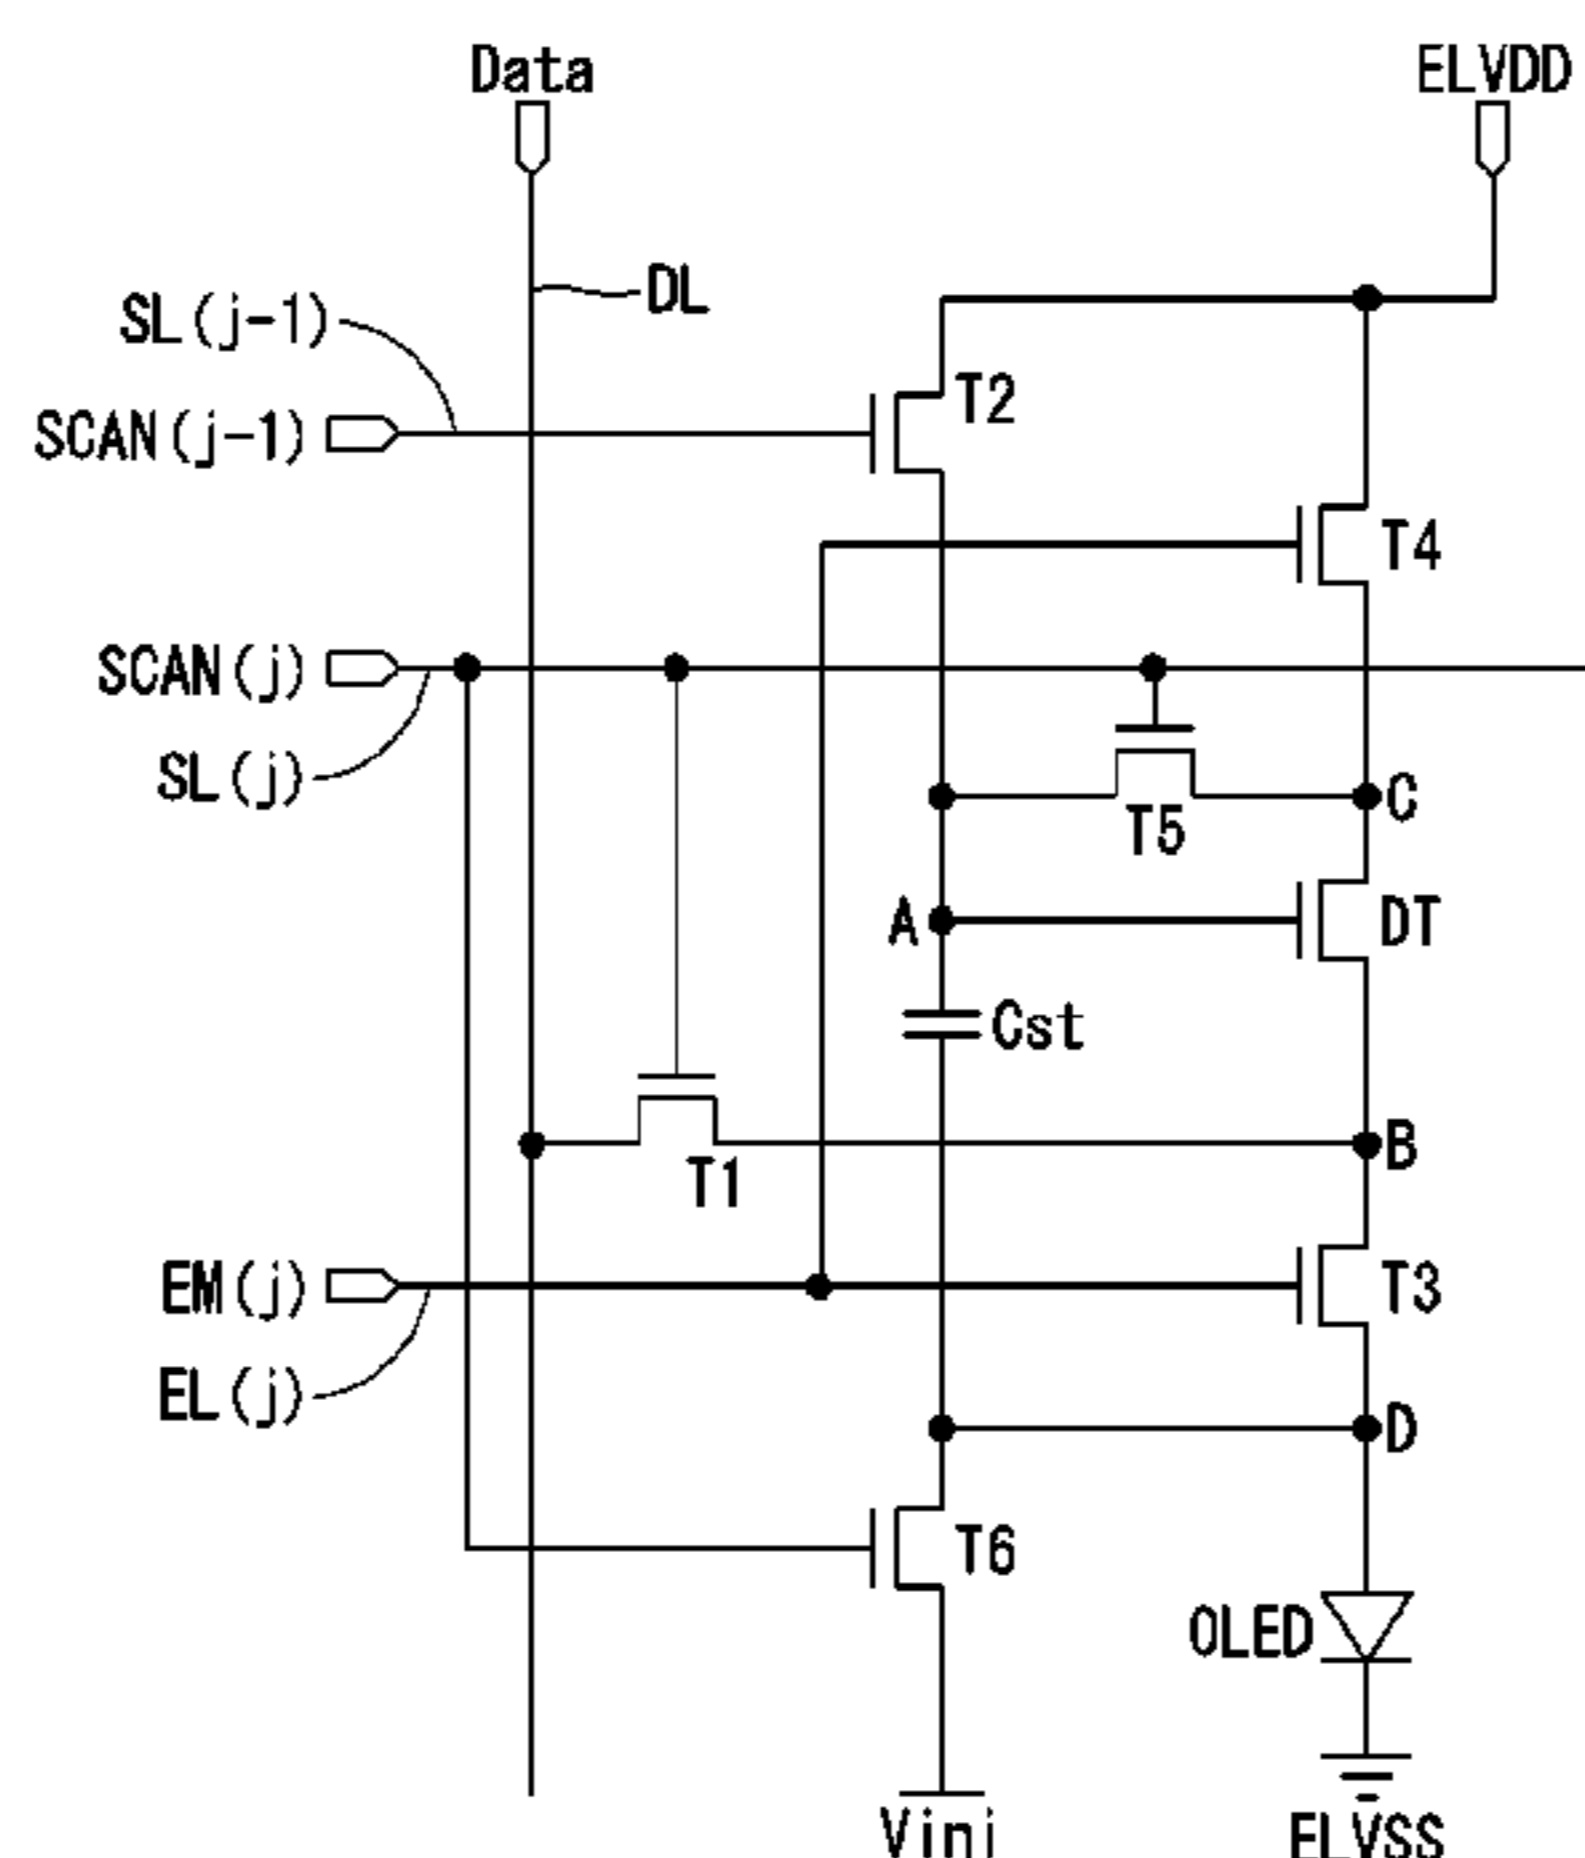 Data
ELVDD
DL
SL(j-1)
T2
SCAN(j-1)
T4
SCAN(j)
SL(j)
C
T5
A
DT
Cst
B
T1
EM(j)
T3
EL(j)
D
T6
OLED
Vini
ELVSS